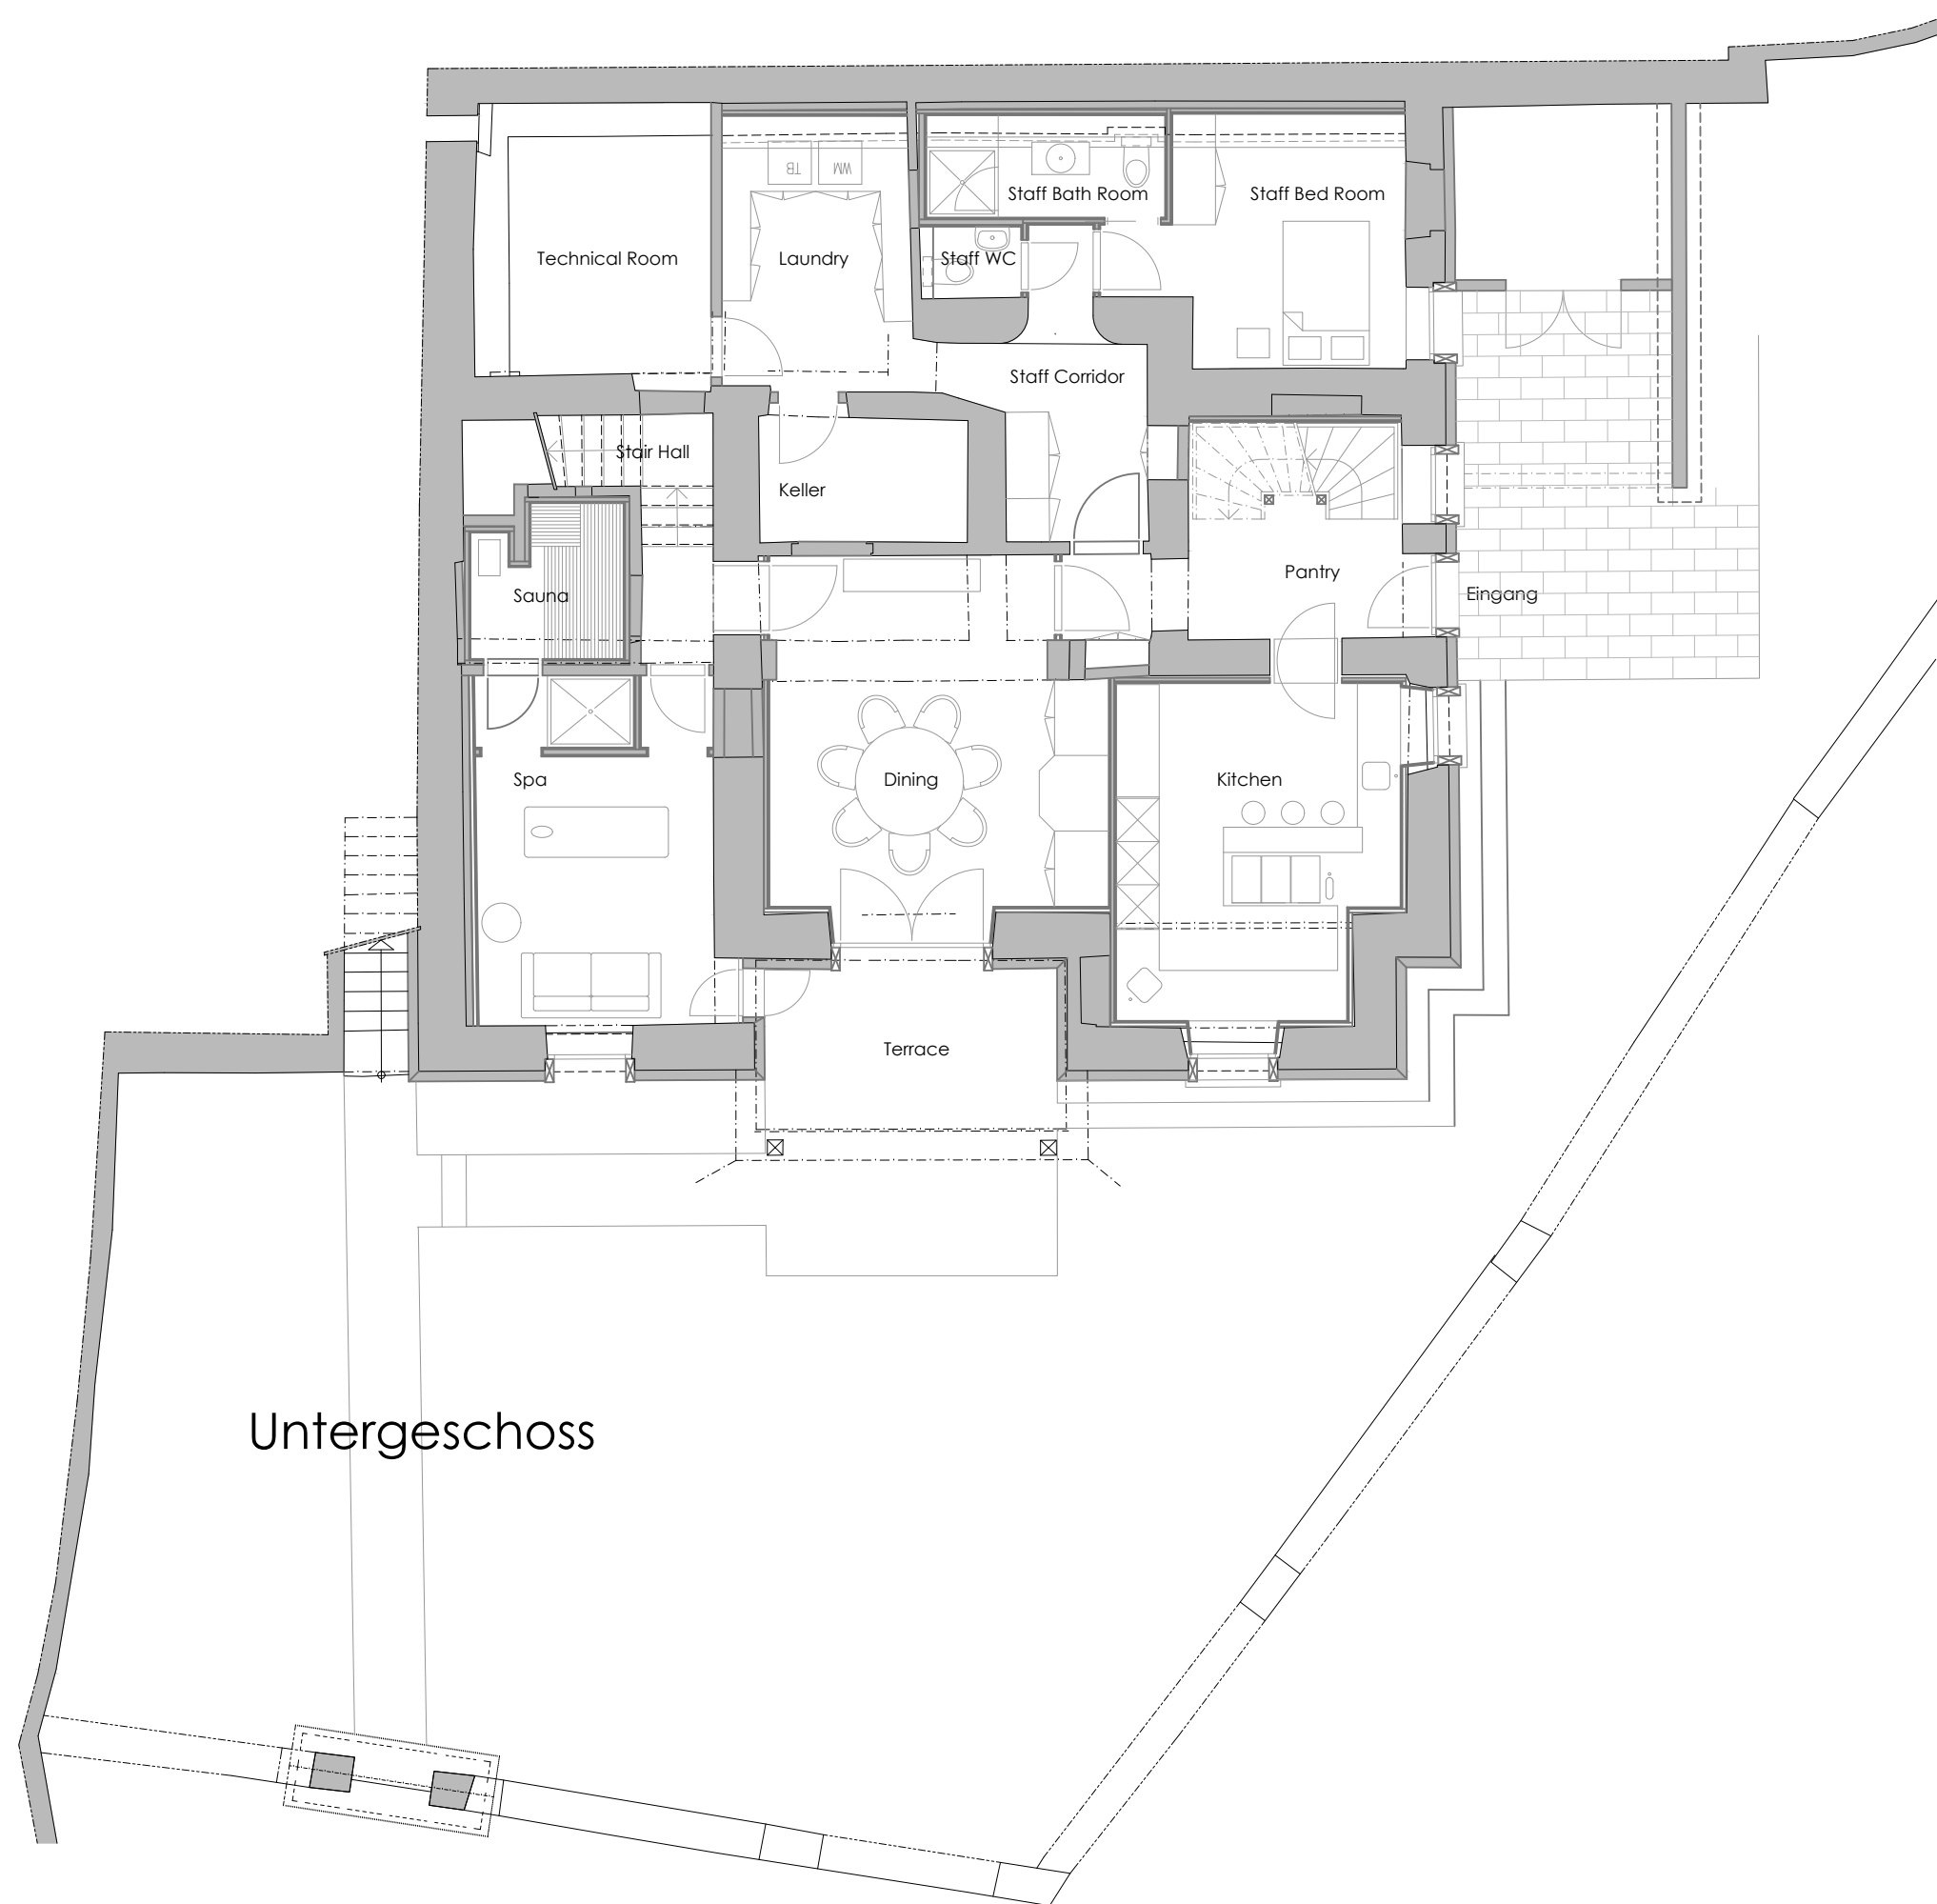 TB
WM
Staff Bath Room
Staff Bed Room
Technical Room
Laundry
Staff WC
Staff Corridor
Stair Hall
Keller
Pantry
Sauna
Eingang
Spa
Dining
Kitchen
Terrace
Untergeschoss